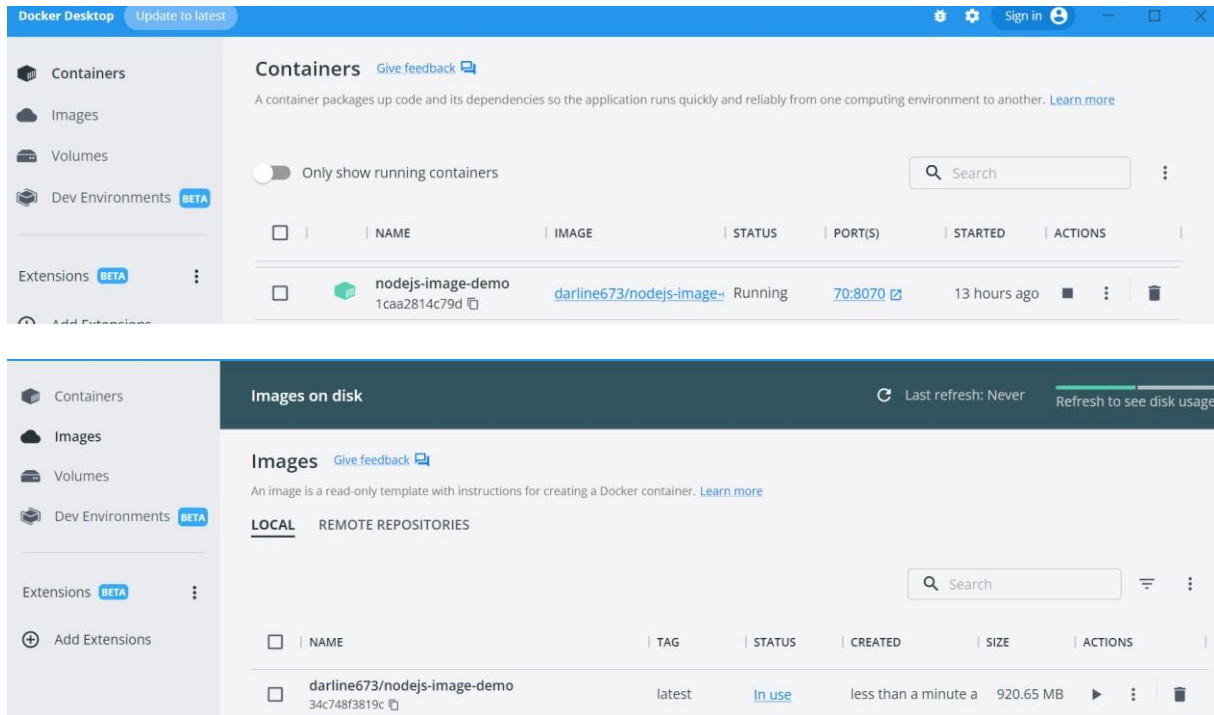 Docker Desktop Update to latest Sign in
Containers
Images
Volumes
Dev Environments BETA
Extensions BETA
Add Extensions
Containers Give feedback
A container packages up code and its dependencies so the application runs quickly and reliably from one computing environment to another. Learn more
Only show running containers Search
NAME IMAGE STATUS PORT(S) STARTED ACTIONS
nodejs-image-demo darline673/nodejs-image- Running 70:8070 13 hours ago
1caa2814c79d
Containers
Images
Volumes
Dev Environments BETA
Extensions BETA
Add Extensions
Images on disk Last refresh: Never Refresh to see disk usage
Images Give feedback
An image is a read-only template with instructions for creating a Docker container. Learn more
LOCAL REMOTE REPOSITORIES
Search
NAME TAG STATUS CREATED SIZE ACTIONS
darline673/nodejs-image-demo latest In use less than a minute a 920.65 MB
34c748f3819c